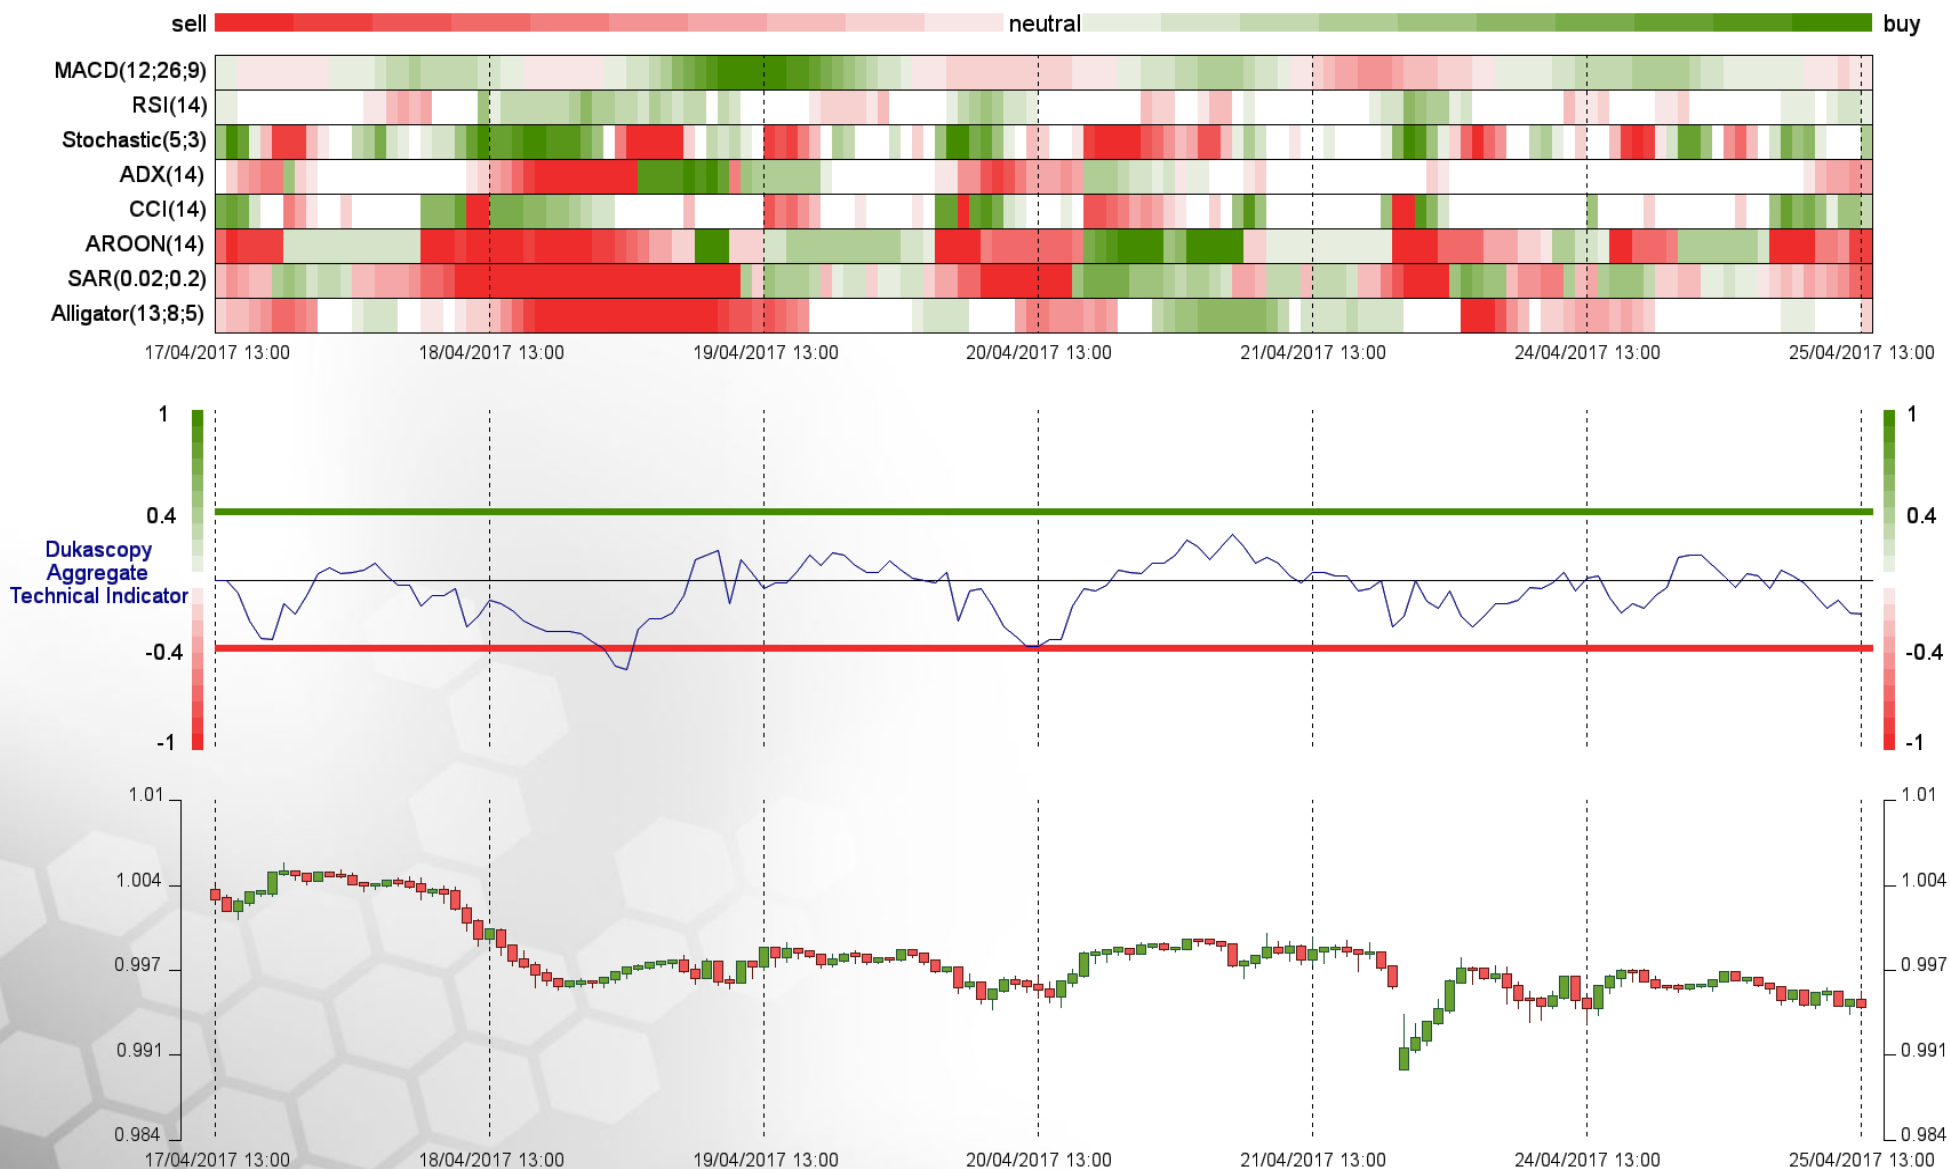 sell neutral buy
MACD(12;26;9)
RSI(14)
Stochastic(5;3)
ADX(14)
CCI(14)
AROON(14)
SAR(0.02;0.2)
Alligator(13;8;5)
17/04/2017 13:00 18/04/2017 13:00 19/04/2017 13:00 20/04/2017 13:00 21/04/2017 13:00 24/04/2017 13:00 25/04/2017 13:00
1 1
0.4 0.4
Dukascopy
Aggregate
Technical Indicator
-0.4 -0.4
-1 -1
1.01 1.01
1.004 1.004
0.997 0.997
0.991 0.991
0.984 0.984
17/04/2017 13:00 18/04/2017 13:00 19/04/2017 13:00 20/04/2017 13:00 21/04/2017 13:00 24/04/2017 13:00 25/04/2017 13:00